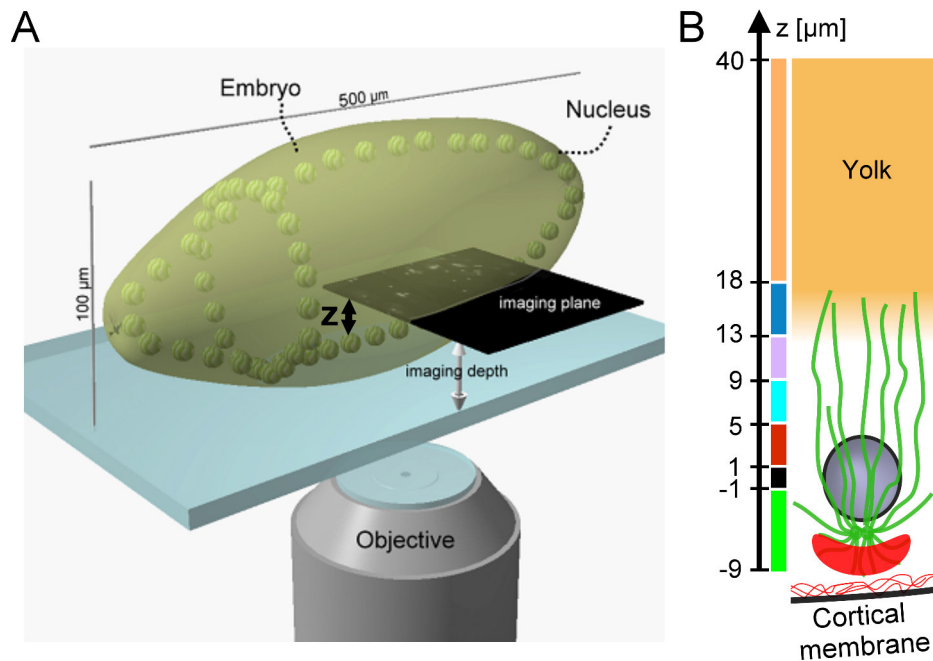 A
Embryo
500 µm
Nucleus
100 µm
z
imaging plane
imaging depth
Objective
B
z [µm]
40
Yolk
18
13
9
5
1
-1
-9
Cortical
membrane